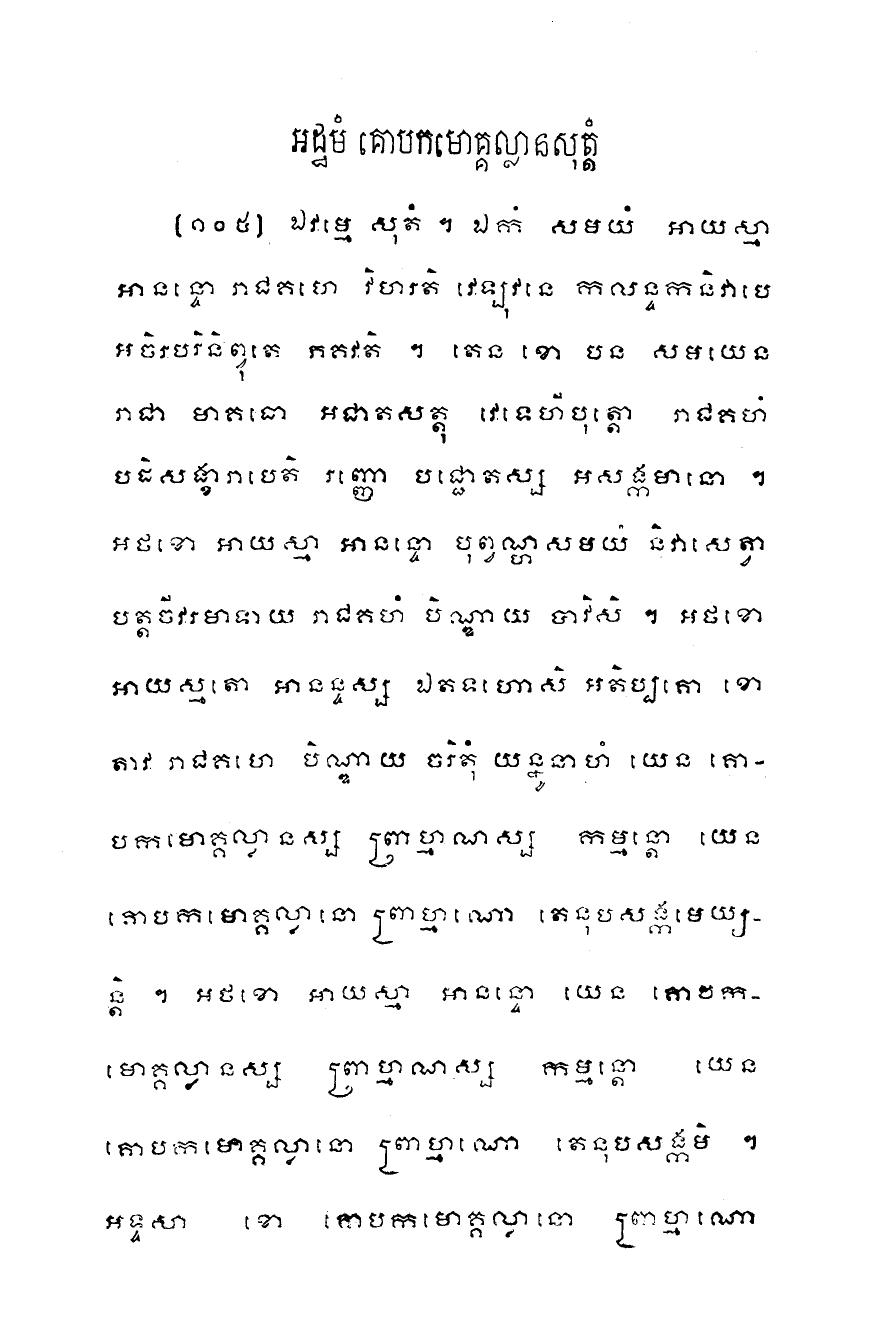 អដ្ឋមំ គោបកមោគ្គល្លានសុត្តំ
[១០៥] ឯវម្មេ សុតំ ។ ឯកំ សមយំ អាយស្មា
អានន្ទោ រាជគហេ វិហរតិ វេឡុវនេ កលន្ទកនិវាបេ
អចិរបរិនិព្វុតេ ភគវតិ ។ តេន ខោ បន សមយេន
រាជា មាគធោ អជាតសត្តុ វេទេហីបុត្តោ រាជគហំ
បដិសង្ខារាបេតិ រញ្ញោ បជ្ជោតស្ស អសង្កមានោ ។
អថខោ អាយស្មា អានន្ទោ បុព្វណ្ហសមយំ និវាសេត្វា
បត្តចីវរមាទាយ រាជគហំ បិណ្ឌាយ បាវិសិ ។ អថខោ
អាយស្មតោ អានន្ទស្ស ឯតទហោសិ អតិប្បគោ ខោ
តាវ រាជគហេ បិណ្ឌាយ ចរិតុំ យន្នូនាហំ យេន គោ-
បកមោគ្គល្លានស្ស ព្រាហ្មណស្ស កម្មន្តោ យេន
គោបកមោគ្គល្លានោ ព្រាហ្មណោ តេនុបសង្កមេយ្យ-
ន្តិ ។ អថខោ អាយស្មា អានន្ទោ យេន គោបក-
មោគ្គល្លានស្ស ព្រាហ្មណស្ស កម្មន្តោ យេន
គោបកមោគ្គល្លានោ ព្រាហ្មណោ តេនុបសង្កមិ ។
អទ្ទសា ខោ គោបកមោគ្គល្លានោ ព្រាហ្មណោ